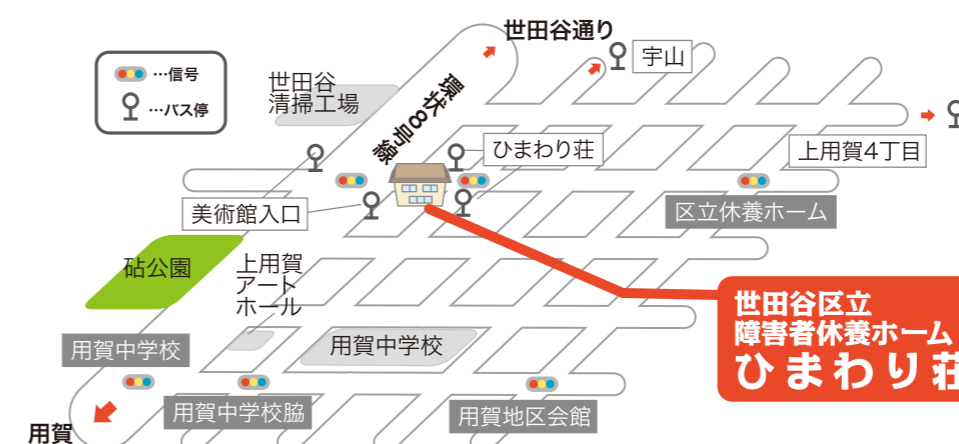 世田谷通り
宇山
…信号
…バス停
世田谷
清掃工場
環状8号線
ひまわり荘
上用賀4丁目
美術館入口
区立休養ホーム
砧公園
上用賀
アート
ホール
世田谷区立
障害者休養ホーム
ひまわり荘
用賀中学校
用賀中学校
用賀中学校脇
用賀地区会館
用賀